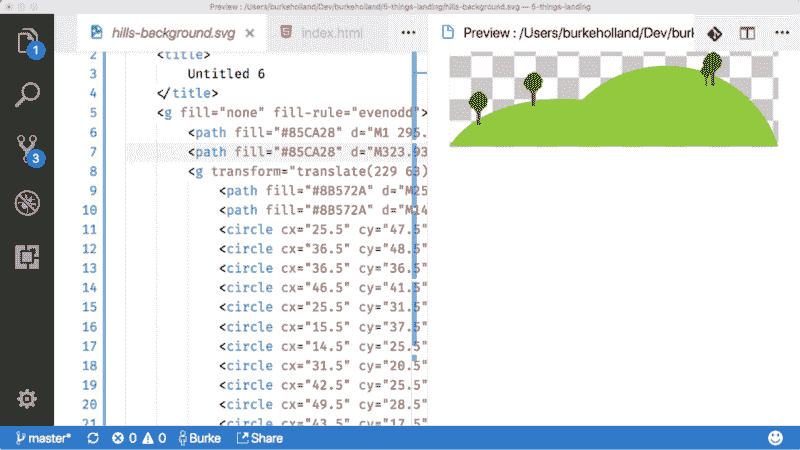 Preview : /Users/burkeholland/Dev/burkeholland/5-things-landing/hills-background.svg — 5-things-landing
hills-background.svg
index.html
Preview : /Users/burkeholland/Dev/burk
1
3
2 <title>
3 Untitled 6
4 </title>
5 <g fill="none" fill-rule="evenodd">
6 <path fill="#85CA28" d="M1 295.
7 <path fill="#85CA28" d="M323.93
8 <g transform="translate(229 63)
9 <path fill="#8B572A" d="M25
10 <path fill="#8B572A" d="M14
11 <circle cx="25.5" cy="47.5"
12 <circle cx="36.5" cy="48.5"
13 <circle cx="36.5" cy="36.5"
14 <circle cx="46.5" cy="41.5"
15 <circle cx="25.5" cy="31.5"
16 <circle cx="15.5" cy="37.5"
17 <circle cx="14.5" cy="25.5"
18 <circle cx="31.5" cy="20.5"
19 <circle cx="42.5" cy="25.5"
20 <circle cx="49.5" cy="28.5"
21 <circle cx="43.5" cy="17.5"
master* 0 0 Burke Share